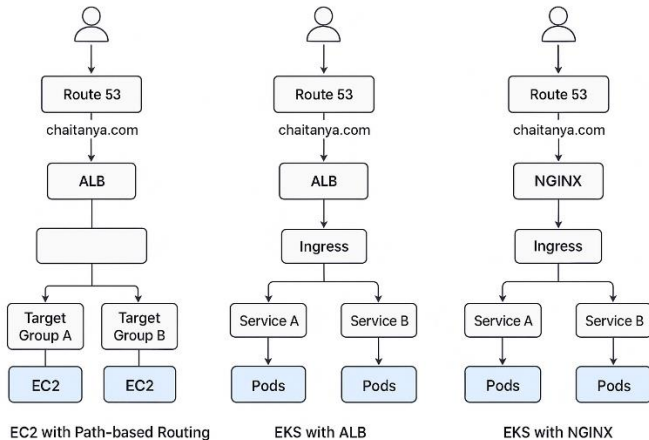 Route 53
chaitanya.com
ALB
Target
Group A
Target
Group B
EC2
EC2
EC2 with Path-based Routing
Route 53
chaitanya.com
ALB
Ingress
Service A
Service B
Pods
Pods
EKS with ALB
Route 53
chaitanya.com
NGINX
Ingress
Service A
Service B
Pods
Pods
EKS with NGINX